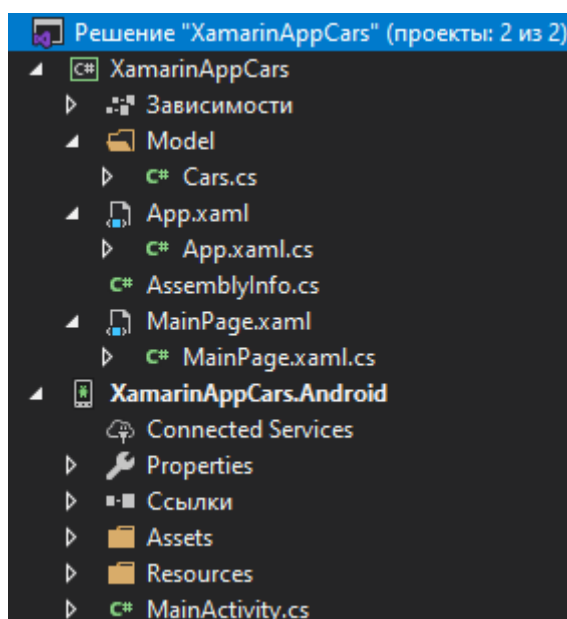 Решение "XamarinAppCars" (проекты: 2 из 2)
C# XamarinAppCars
Зависимости
Model
C# Cars.cs
App.xaml
C# App.xaml.cs
C# AssemblyInfo.cs
MainPage.xaml
C# MainPage.xaml.cs
XamarinAppCars.Android
Connected Services
Properties
Ссылки
Assets
Resources
C# MainActivity.cs